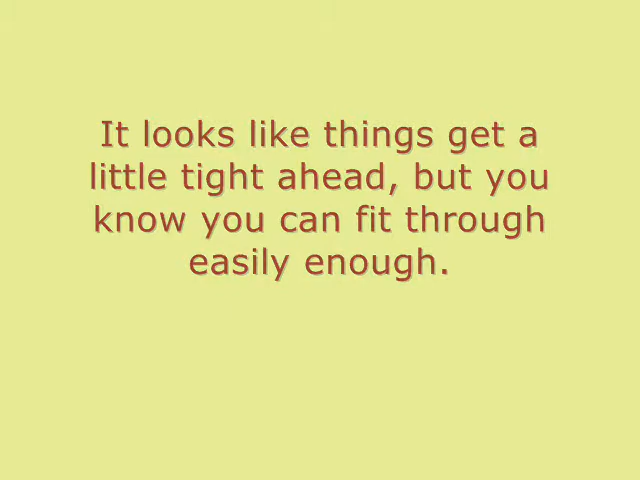 It looks like things get a
little tight ahead, but you
know you can fit through
easily enough.